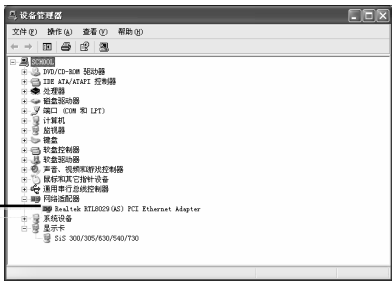 设备管理器
文件(F) 操作(A) 查看(V) 帮助(H)
SCHOOL
DVD/CD-ROM 驱动器
IDE ATA/ATAPI 控制器
处理器
磁盘驱动器
端口 (COM 和 LPT)
计算机
监视器
键盘
软盘控制器
软盘驱动器
声音、视频和游戏控制器
鼠标和其它指针设备
通用串行总线控制器
网络适配器
Realtek RTL8029(AS) PCI Ethernet Adapter
系统设备
显示卡
SiS 300/305/630/540/730